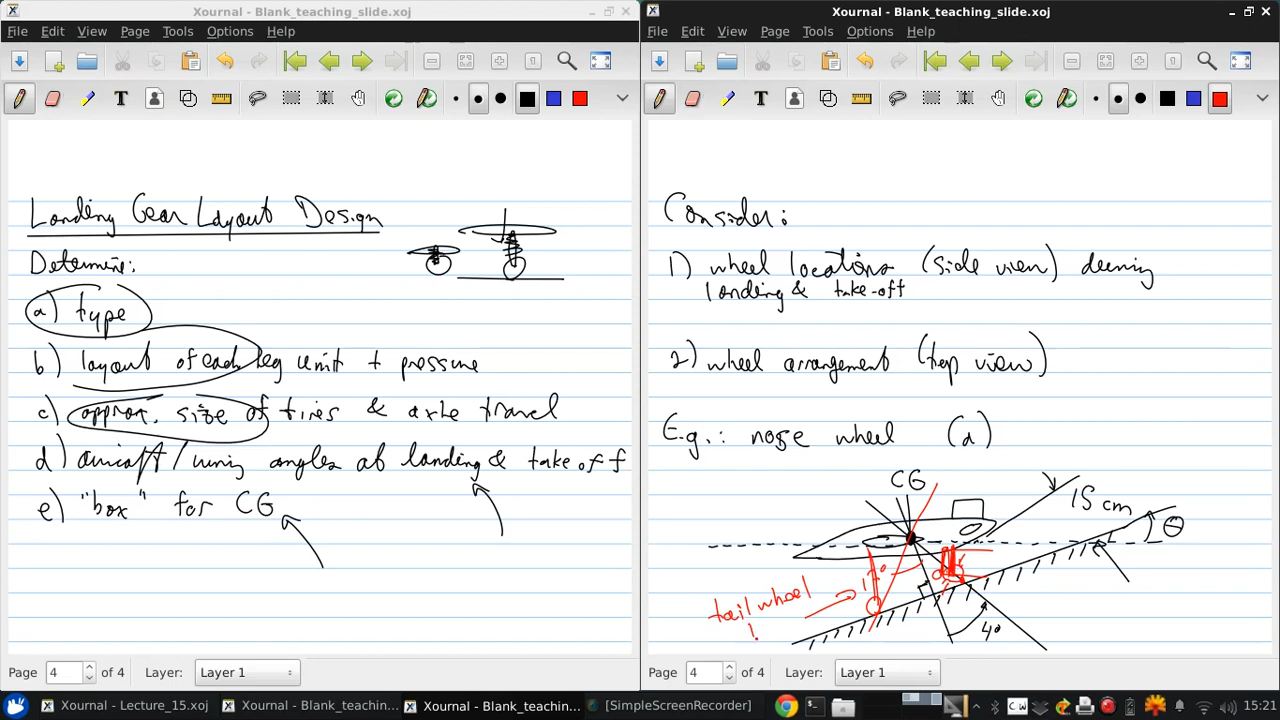 Xournal - Blank_teaching_slide.xoj
File Edit View Page Tools Options Help
Landing Gear Layout Design
Determine:
a) type
b) layout of each leg unit + pressure
c) approx. size of tires & axle travel
d) aircraft / wing angles at landing & take off
e) "box" for CG
Page 4 of 4 Layer: Layer 1
Xournal - Blank_teaching_slide.xoj
File Edit View Page Tools Options Help
Consider:
1) wheel locations (side view) during
landing & take-off
2) wheel arrangement (top view)
E.g.: nose wheel (a)
CG
15 cm
θ
17°
tail wheel
!
4°
Page 4 of 4 Layer: Layer 1
Xournal - Lecture_15.xoj
Xournal - Blank_teachin...
Xournal - Blank_teachin...
[SimpleScreenRecorder]
15:21